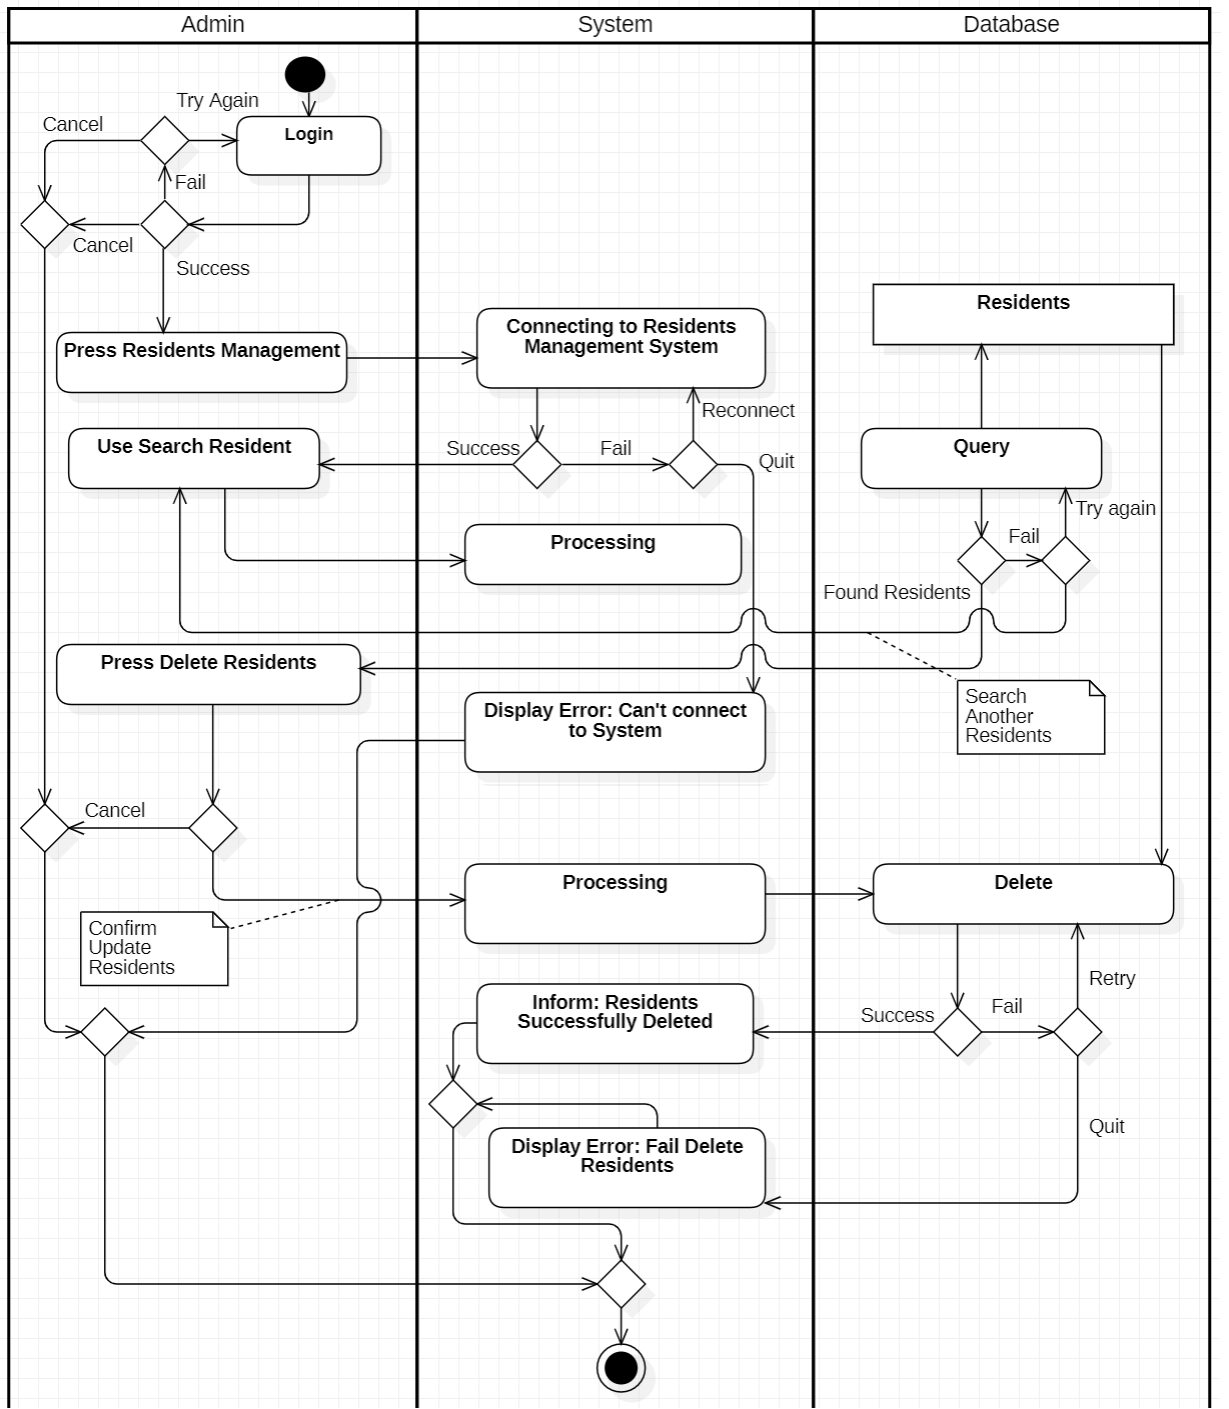 Admin
System
Database
Try Again
Cancel
Login
Fail
Cancel
Success
Residents
Connecting to Residents
Management System
Press Residents Management
Reconnect
Use Search Resident
Success
Fail
Quit
Query
Try again
Processing
Fail
Found Residents
Press Delete Residents
Display Error: Can't connect
to System
Search
Another
Residents
Cancel
Processing
Delete
Confirm
Update
Residents
Retry
Inform: Residents
Successfully Deleted
Success
Fail
Quit
Display Error: Fail Delete
Residents